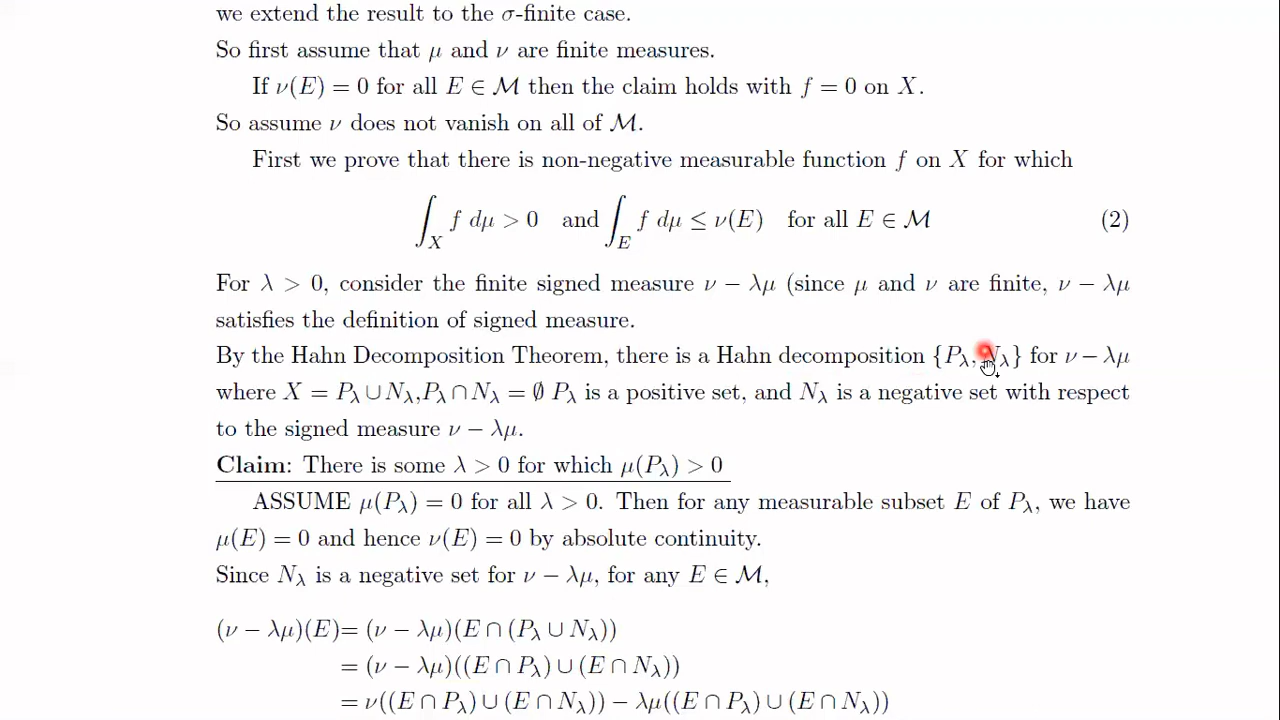 we extend the result to the σ-finite case.
So first assume that μ and ν are finite measures.
If ν(E) = 0 for all E ∈ ℳ then the claim holds with f = 0 on X.
So assume ν does not vanish on all of ℳ.
First we prove that there is non-negative measurable function f on X for which
∫_X f dμ > 0 and ∫_E f dμ ≤ ν(E) for all E ∈ ℳ (2)
For λ > 0, consider the finite signed measure ν − λμ (since μ and ν are finite, ν − λμ
satisfies the definition of signed measure.
By the Hahn Decomposition Theorem, there is a Hahn decomposition {P_λ, N_λ} for ν − λμ
where X = P_λ ∪ N_λ,P_λ ∩ N_λ = ∅ P_λ is a positive set, and N_λ is a negative set with respect
to the signed measure ν − λμ.
Claim: There is some λ > 0 for which μ(P_λ) > 0
ASSUME μ(P_λ) = 0 for all λ > 0. Then for any measurable subset E of P_λ, we have
μ(E) = 0 and hence ν(E) = 0 by absolute continuity.
Since N_λ is a negative set for ν − λμ, for any E ∈ ℳ,
(ν − λμ)(E)= (ν − λμ)(E ∩ (P_λ ∪ N_λ))
= (ν − λμ)((E ∩ P_λ) ∪ (E ∩ N_λ))
= ν((E ∩ P_λ) ∪ (E ∩ N_λ)) − λμ((E ∩ P_λ) ∪ (E ∩ N_λ))